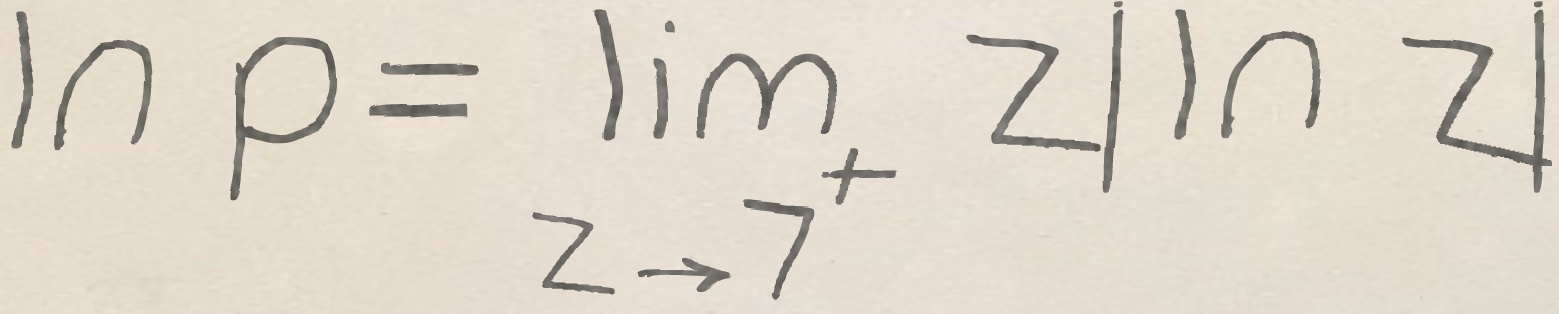 ln p = lim z|ln z|
z → 7⁺